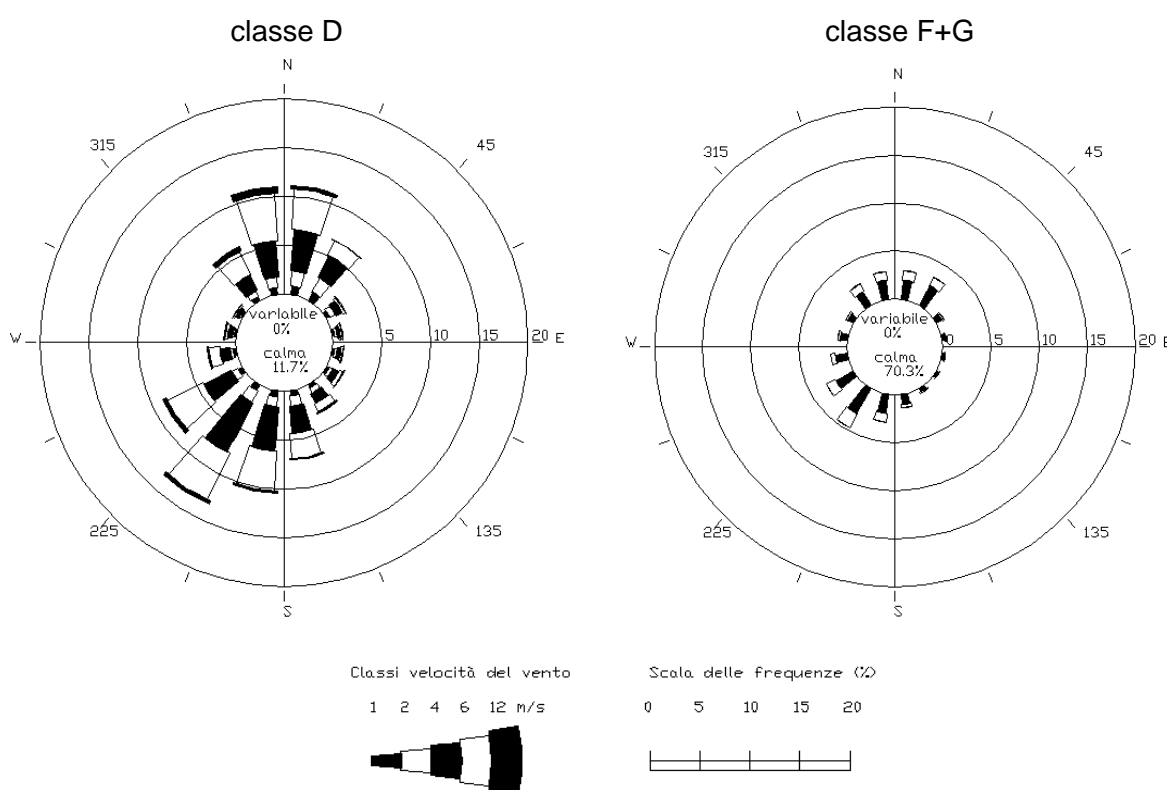 classe D
classe F+G
N
315
45
variabile
0%
calma
11.7%
W
5
10
15
20
E
225
135
S
N
315
45
variabile
0%
calma
70.3%
W
0
5
10
15
20
E
225
135
S
Classi velocità del vento
1 2 4 6 12 m/s
Scala delle frequenze (%)
0 5 10 15 20